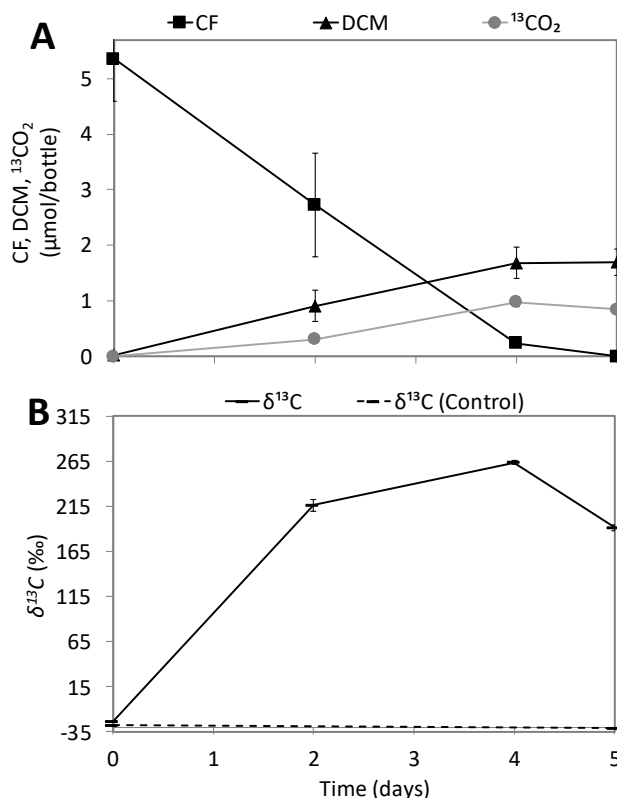 A
CF
DCM
¹³CO₂
5
4
3
2
1
0
CF, DCM, ¹³CO₂
(µmol/bottle)
B
δ¹³C
δ¹³C (Control)
315
265
215
165
115
65
15
-35
δ¹³C (‰)
0 1 2 3 4 5
Time (days)